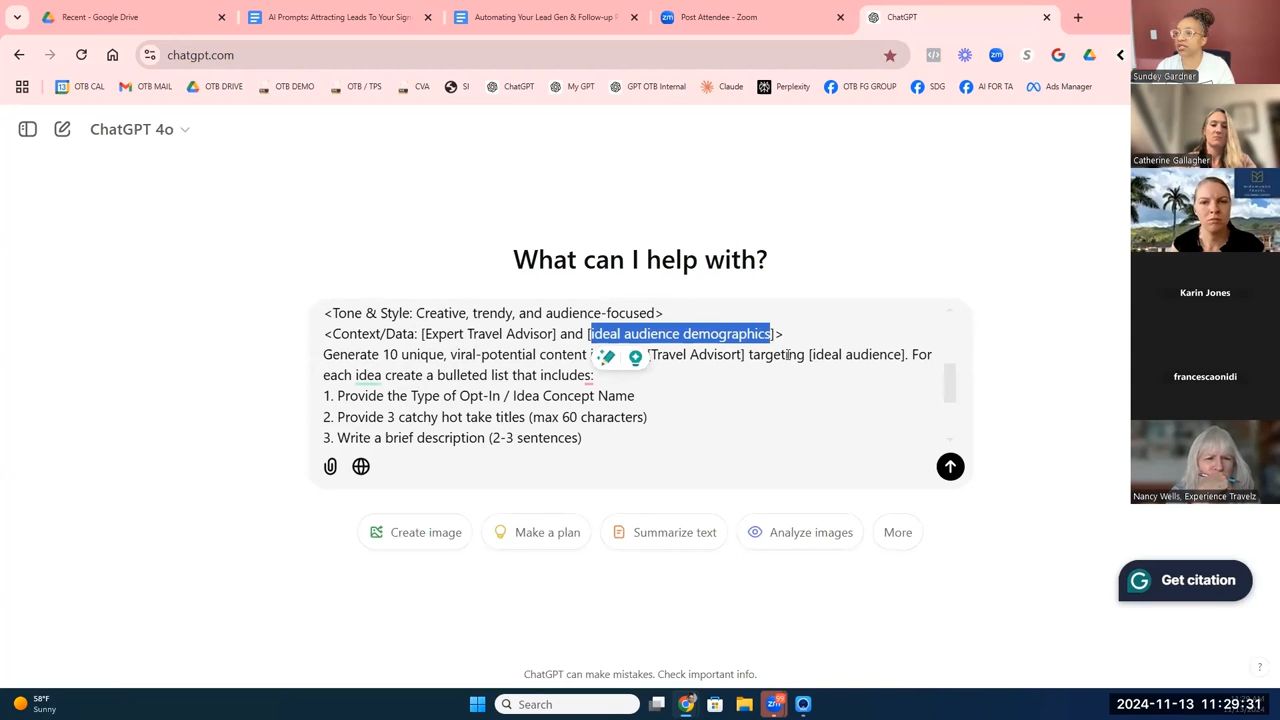 Recent - Google Drive
AI Prompts: Attracting Leads To Your Sign
Automating Your Lead Gen & Follow-up F
Post Attendee - Zoom
ChatGPT
chatgpt.com
OTB CAL
OTB MAIL
OTB DRIVE
OTB DEMO
OTB / TPS
CVA
ChatGPT
My GPT
GPT OTB Internal
Claude
Perplexity
OTB FG GROUP
SDG
AI FOR TA
Meta Ads Manager
ChatGPT 4o
What can I help with?
<Tone & Style: Creative, trendy, and audience-focused>
<Context/Data: [Expert Travel Advisor] and [ideal audience demographics]>
Generate 10 unique, viral-potential content i [Travel Advisort] targeting [ideal audience]. For
each idea create a bulleted list that includes:
1. Provide the Type of Opt-In / Idea Concept Name
2. Provide 3 catchy hot take titles (max 60 characters)
3. Write a brief description (2-3 sentences)
Create image
Make a plan
Summarize text
Analyze images
More
ChatGPT can make mistakes. Check important info.
?
Sundey Gardner
Catherine Gallagher
Karin Jones
francescaonidi
Nancy Wells, Experience Travelz
Get citation
58°F
Sunny
Search
2024-11-13 11:29:31